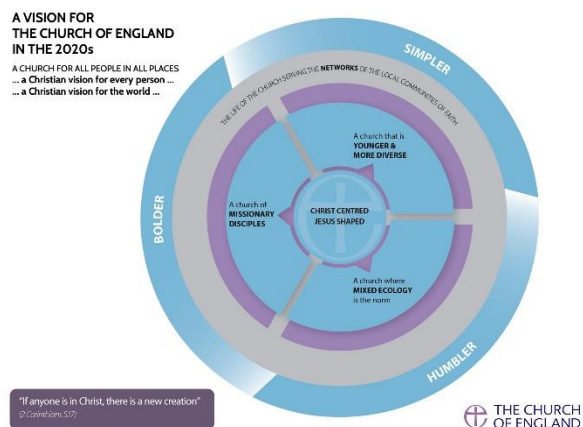 A VISION FOR
THE CHURCH OF ENGLAND
IN THE 2020s
A CHURCH FOR ALL PEOPLE IN ALL PLACES
... a Christian vision for every person ...
... a Christian vision for the world ...
SIMPLER
THE LIFE OF THE CHURCH SERVING THE NETWORKS OF THE LOCAL COMMUNITIES OF FAITH
A church that is
YOUNGER &
MORE DIVERSE
BOLDER
A church of
MISSIONARY
DISCIPLES
CHRIST CENTRED
JESUS SHAPED
A church where
MIXED ECOLOGY
is the norm
HUMBLER
"If anyone is in Christ, there is a new creation"
(2 Corinthians 5:17)
THE CHURCH
OF ENGLAND